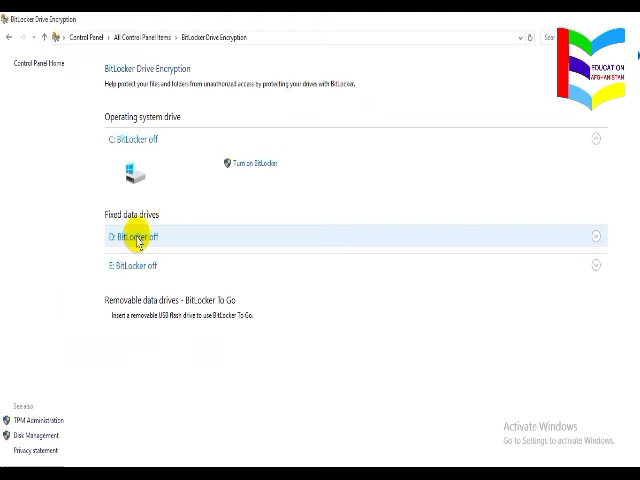 BitLocker Drive Encryption
Control Panel > All Control Panel Items > BitLocker Drive Encryption
Sear
Control Panel Home
EDUCATION
AFGHANISTAN
BitLocker Drive Encryption
Help protect your files and folders from unauthorized access by protecting your drives with BitLocker.
Operating system drive
C: BitLocker off
Turn on BitLocker
Fixed data drives
D: BitLocker off
E: BitLocker off
Removable data drives - BitLocker To Go
Insert a removable USB flash drive to use BitLocker To Go.
See also
TPM Administration
Disk Management
Privacy statement
Activate Windows
Go to Settings to activate Windows.